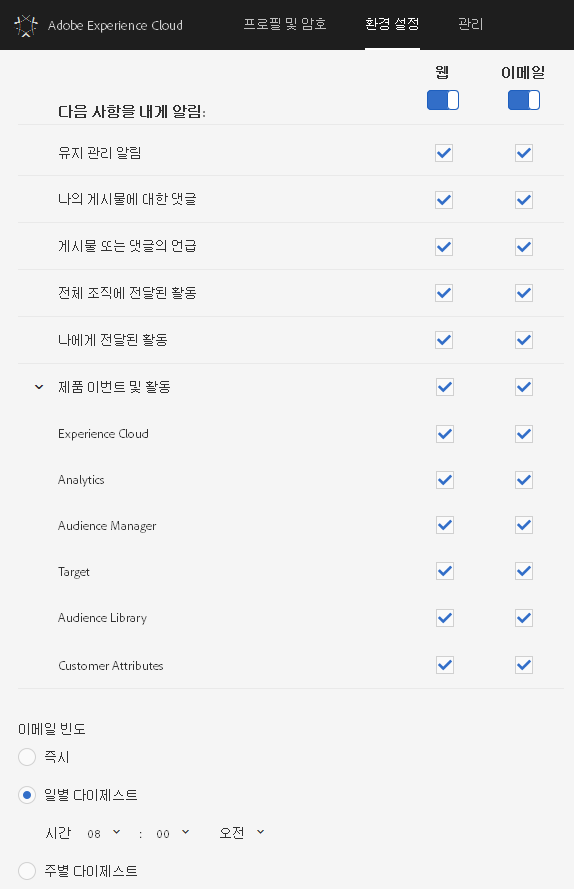 Adobe Experience Cloud 프로필 및 암호 환경 설정 관리
웹 이메일
다음 사항을 내게 알림:
유지 관리 알림
나의 게시물에 대한 댓글
게시물 또는 댓글의 언급
전체 조직에 전달된 활동
나에게 전달된 활동
제품 이벤트 및 활동
Experience Cloud
Analytics
Audience Manager
Target
Audience Library
Customer Attributes
이메일 빈도
즉시
일별 다이제스트
시간 08 : 00 오전
주별 다이제스트